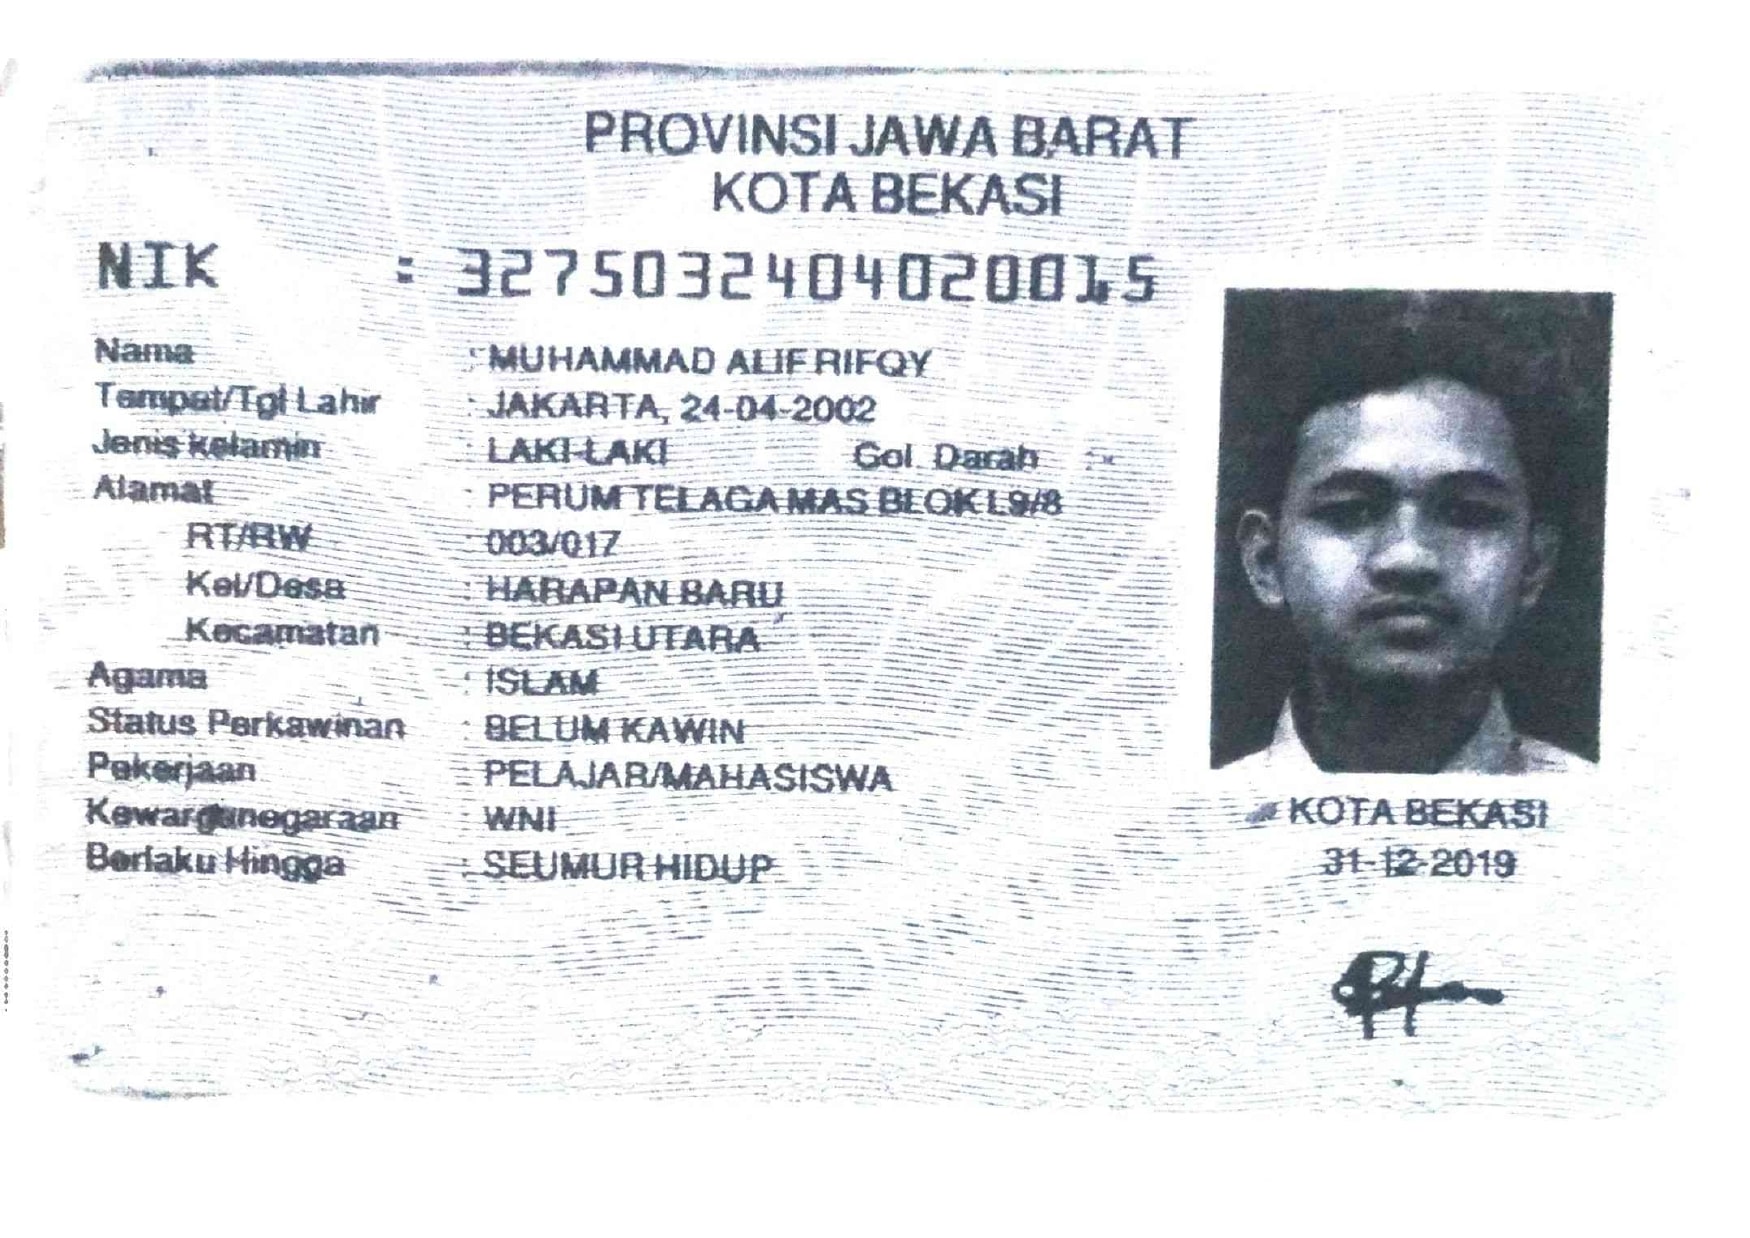 PROVINSI JAWA BARAT
KOTA BEKASI
NIK : 3275032404020015
Nama : MUHAMMAD ALIF RIFQY
Tempat/Tgl Lahir : JAKARTA, 24-04-2002
Jenis kelamin : LAKI-LAKI Gol. Darah : -
Alamat : PERUM TELAGA MAS BLOK L9/8
RT/RW : 003/017
Kel/Desa : HARAPAN BARU
Kecamatan : BEKASI UTARA
Agama : ISLAM
Status Perkawinan : BELUM KAWIN
Pekerjaan : PELAJAR/MAHASISWA
Kewarganegaraan : WNI
Berlaku Hingga : SEUMUR HIDUP
KOTA BEKASI
31-12-2019